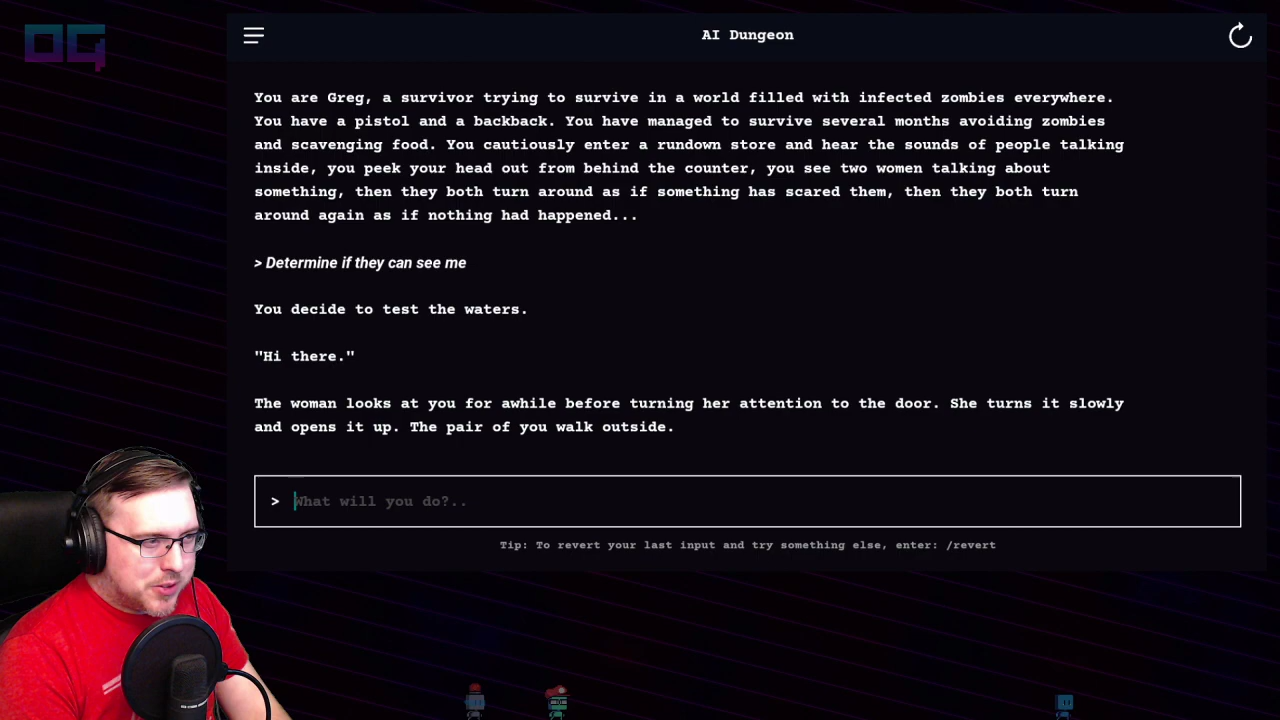 OG
AI Dungeon
You are Greg, a survivor trying to survive in a world filled with infected zombies everywhere.
You have a pistol and a backback. You have managed to survive several months avoiding zombies
and scavenging food. You cautiously enter a rundown store and hear the sounds of people talking
inside, you peek your head out from behind the counter, you see two women talking about
something, then they both turn around as if something has scared them, then they both turn
around again as if nothing had happened...
> Determine if they can see me
You decide to test the waters.
"Hi there."
The woman looks at you for awhile before turning her attention to the door. She turns it slowly
and opens it up. The pair of you walk outside.
> What will you do?..
Tip: To revert your last input and try something else, enter: /revert